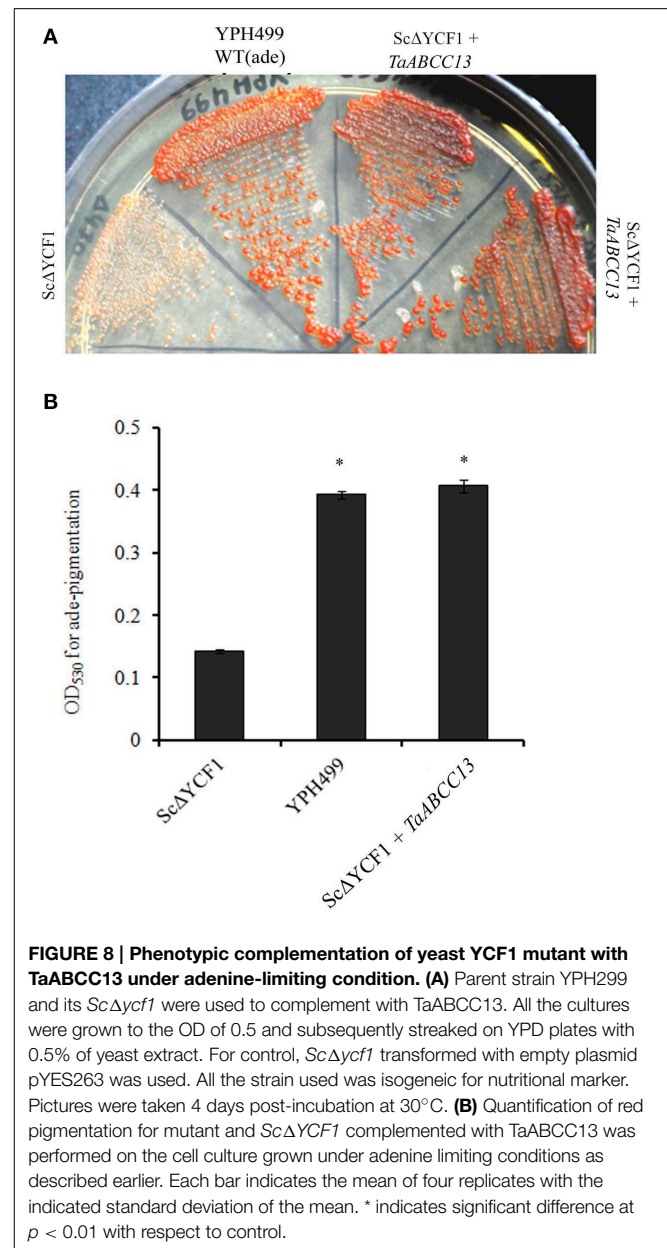 A
YPH499
WT(ade)
ScΔYCF1 +
TaABCC13
YPH499
ScΔYCF1
ScΔYCF1 +
TaABCC13
B
0.5
0.4
0.3
0.2
0.1
0
OD530 for ade-pigmentation
*
*
ScΔYCF1
YPH499
ScΔYCF1 + TaABCC13
FIGURE 8 | Phenotypic complementation of yeast YCF1 mutant with
TaABCC13 under adenine-limiting condition. (A) Parent strain YPH299
and its ScΔycf1 were used to complement with TaABCC13. All the cultures
were grown to the OD of 0.5 and subsequently streaked on YPD plates with
0.5% of yeast extract. For control, ScΔycf1 transformed with empty plasmid
pYES263 was used. All the strain used was isogeneic for nutritional marker.
Pictures were taken 4 days post-incubation at 30°C. (B) Quantification of red
pigmentation for mutant and ScΔYCF1 complemented with TaABCC13 was
performed on the cell culture grown under adenine limiting conditions as
described earlier. Each bar indicates the mean of four replicates with the
indicated standard deviation of the mean. * indicates significant difference at
p < 0.01 with respect to control.